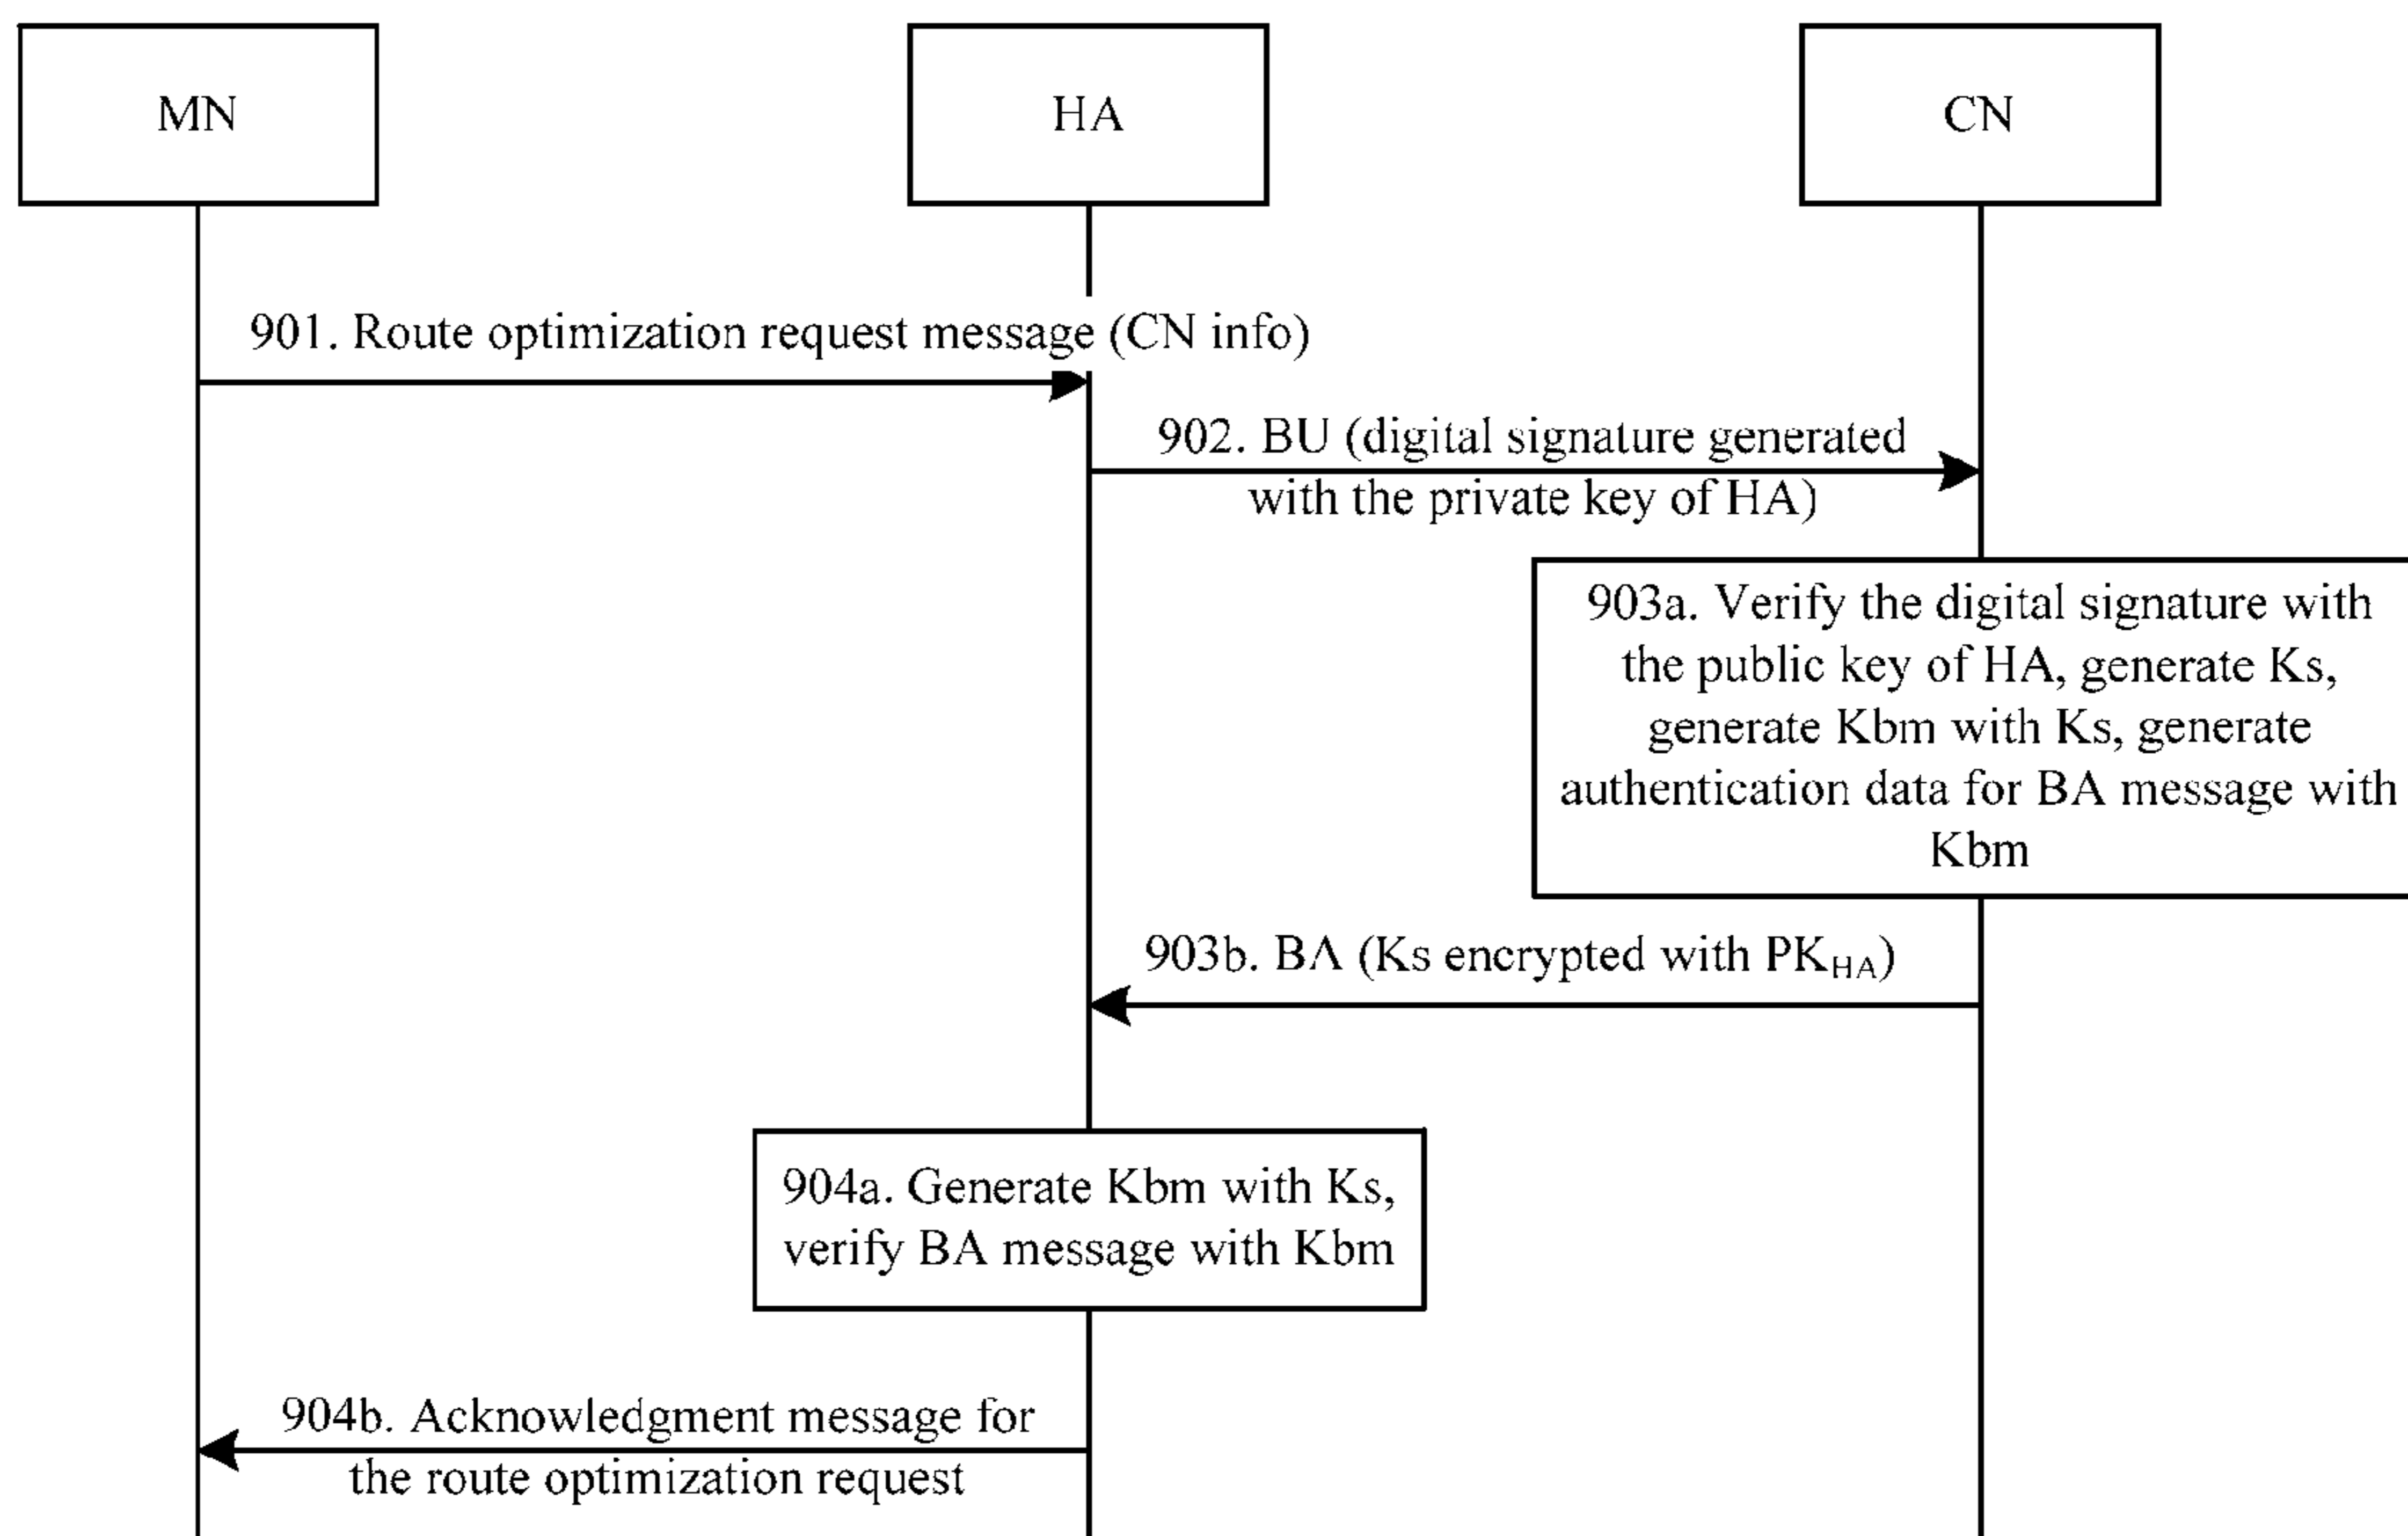 MN
HA
CN
901. Route optimization request message (CN info)
902. BU (digital signature generated
with the private key of HA)
903a. Verify the digital signature with
the public key of HA, generate Ks,
generate Kbm with Ks, generate
authentication data for BA message with
Kbm
903b. BA (Ks encrypted with PKHA)
904a. Generate Kbm with Ks,
verify BA message with Kbm
904b. Acknowledgment message for
the route optimization request